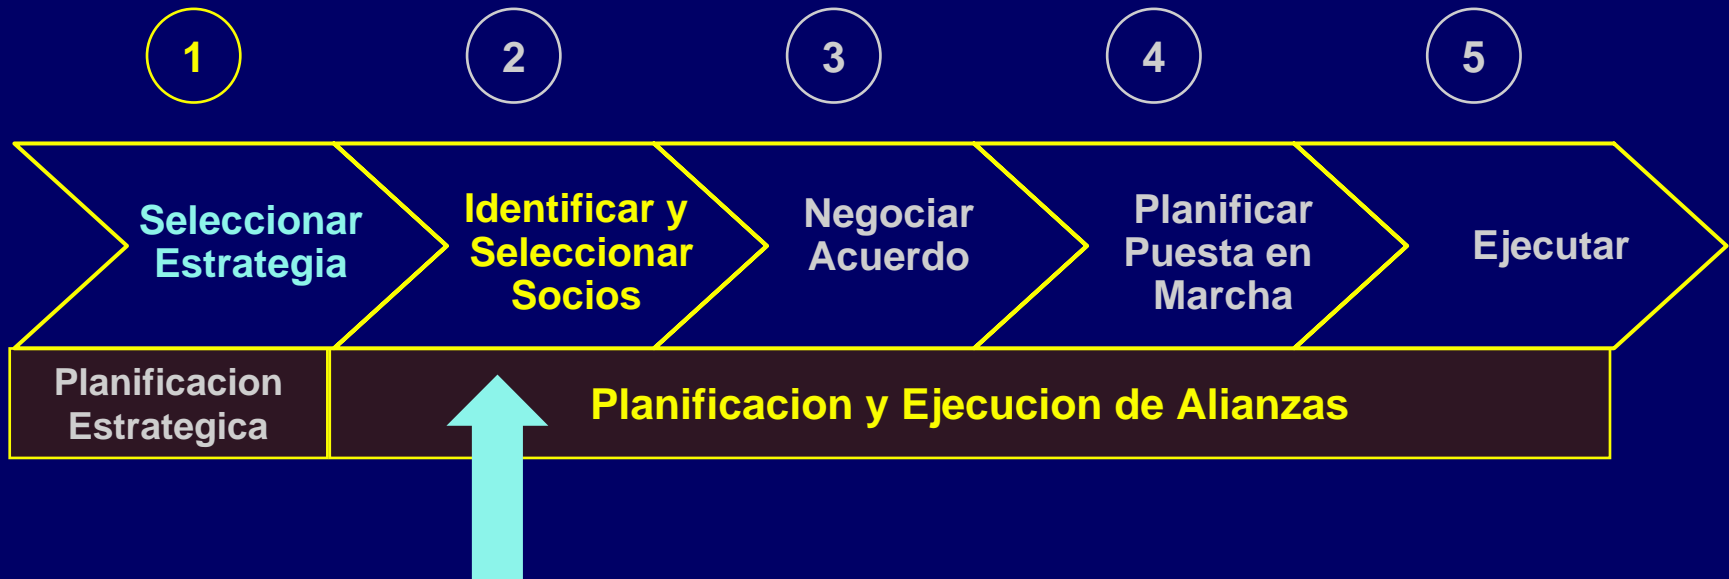 1
2
3
4
5
Seleccionar
Estrategia
Identificar y
Seleccionar
Socios
Negociar
Acuerdo
Planificar
Puesta en
Marcha
Ejecutar
Planificacion
Estrategica
Planificacion y Ejecucion de Alianzas